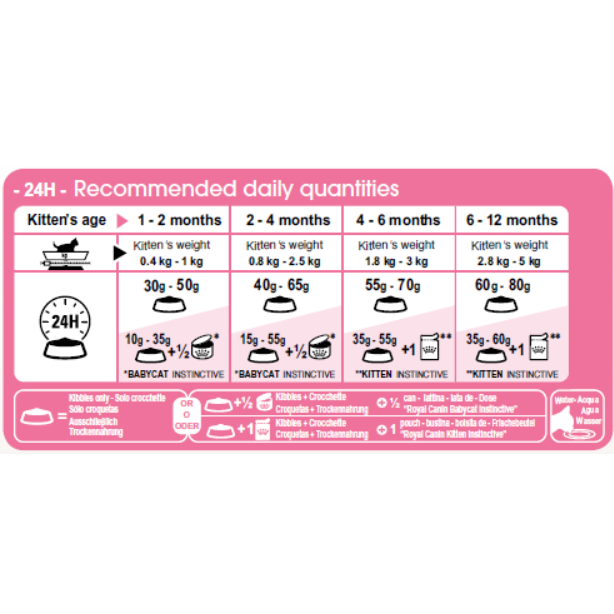 - 24H - Recommended daily quantities
Kitten's age 1 - 2 months 2 - 4 months 4 - 6 months 6 - 12 months
kg Kitten 's weight Kitten 's weight Kitten 's weight Kitten 's weight
0.4 kg - 1 kg 0.8 kg - 2.5 kg 1.8 kg - 3 kg 2.8 kg - 5 kg
30g - 50g 40g - 65g 55g - 70g 60g - 80g
-24H-
10g - 35g 15g - 55g 35g - 55g 35g - 60g
+½ * +½ * +1 ** +1 **
*BABYCAT INSTINCTIVE *BABYCAT INSTINCTIVE **KITTEN INSTINCTIVE **KITTEN INSTINCTIVE
= Kibbles only - Solo crocchette
Sólo croquetas
Ausschließlich
Trockennahrung
OR
O
ODER
+½ Kibbles + Crocchette
Croquetas + Trockennahrung
+ ½ can - lattina - lata de - Dose
"Royal Canin Babycat Instinctive"
+1 Kibbles + Crocchette
Croquetas + Trockennahrung
+ 1 pouch - bustina - bolsita de - Frischebeutel
"Royal Canin Kitten Instinctive"
Water-Acqua
Agua
Wasser